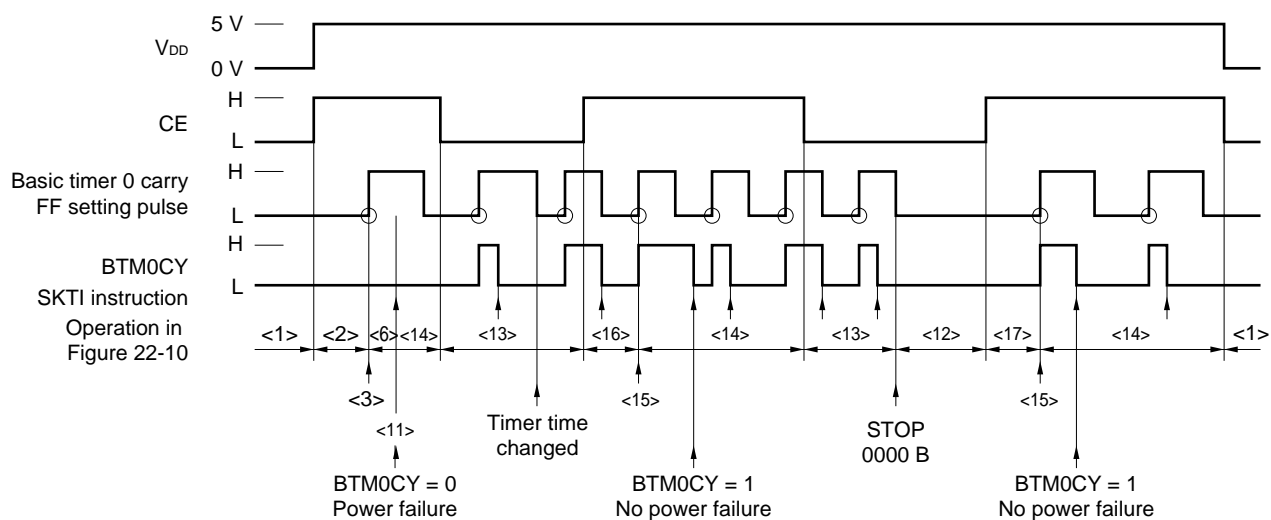 5 V
VDD
0 V
H
CE
L
H
Basic timer 0 carry
FF setting pulse
L
H
BTM0CY
L
SKTI instruction
Operation in
Figure 22-10
<1> <2> <6> <14> <13> <16> <14> <13> <12> <17> <14> <1>
<3> <15> <15>
<11>
Timer time
changed
STOP
0000 B
BTM0CY = 0
Power failure
BTM0CY = 1
No power failure
BTM0CY = 1
No power failure